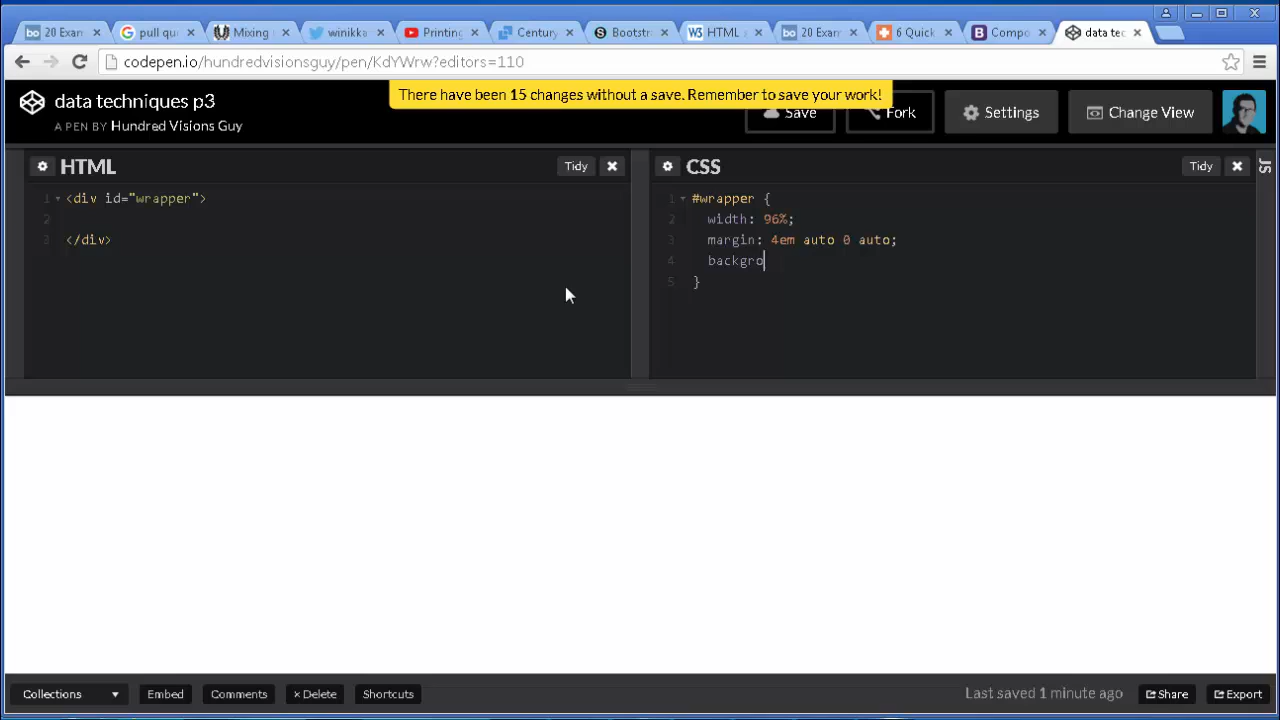 20 Exam
pull qu
Mixing
winikka
Printing
Century
Bootstr
HTML s
20 Exam
6 Quick
Compo
data tec
codepen.io/hundredvisionsguy/pen/KdYWrw?editors=110
There have been 15 changes without a save. Remember to save your work!
data techniques p3
A PEN BY Hundred Visions Guy
Save
Fork
Settings
Change View
HTML
Tidy
CSS
Tidy
JS
1 <div id="wrapper">
2
3 </div>
1 #wrapper {
2 width: 96%;
3 margin: 4em auto 0 auto;
4 backgro
5 }
Collections
Embed
Comments
× Delete
Shortcuts
Last saved 1 minute ago
Share
Export